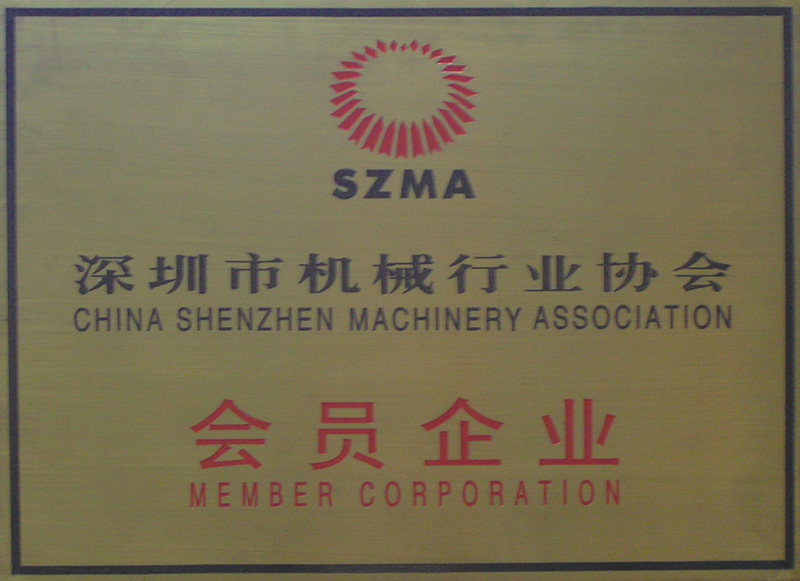 SZMA
深圳市机械行业协会
CHINA SHENZHEN MACHINERY ASSOCIATION
会员企业
MEMBER CORPORATION